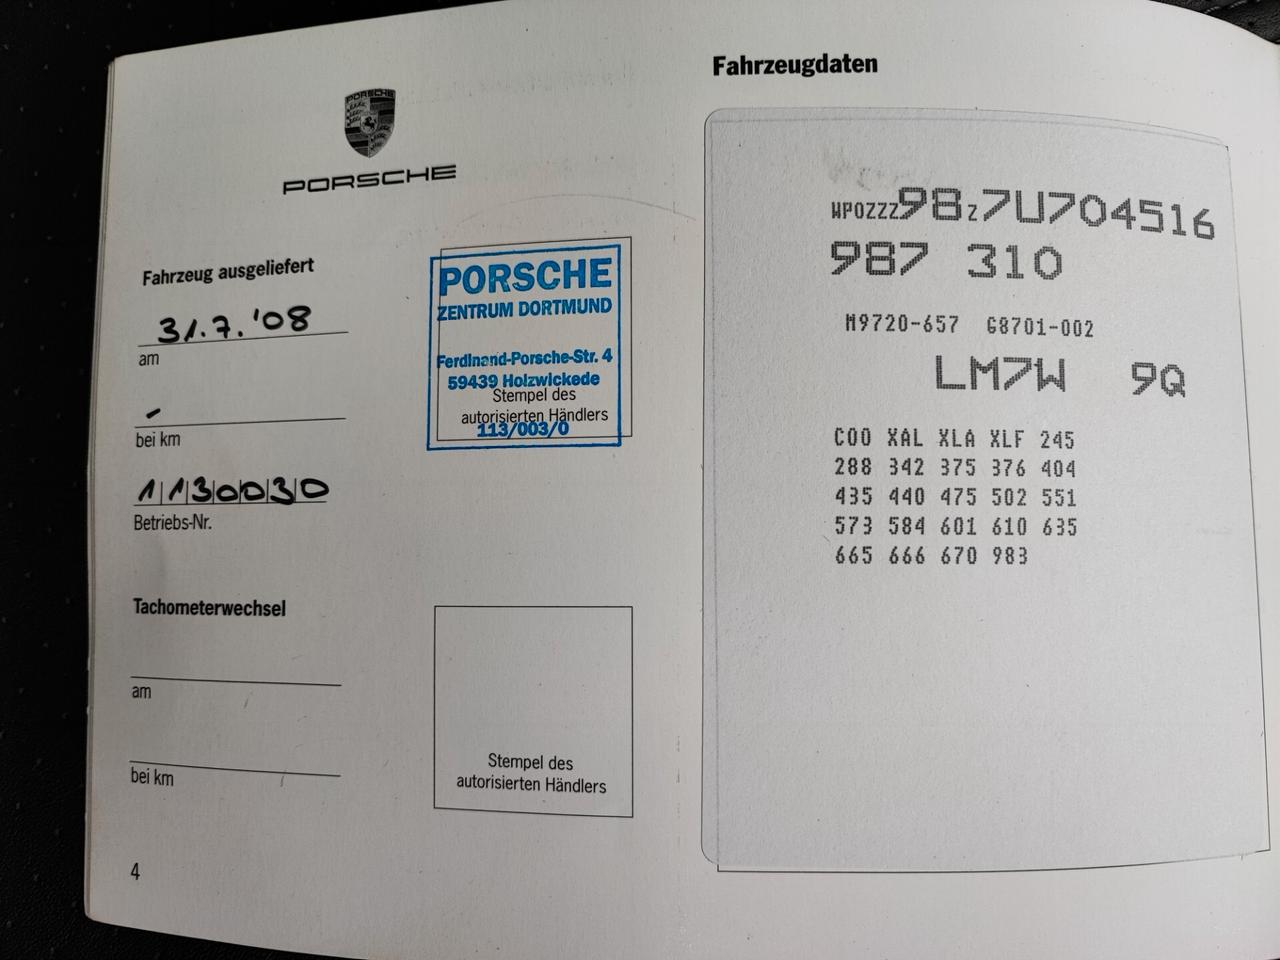 PORSCHE
PORSCHE
Fahrzeug ausgeliefert
31.7.'08
am
-
bei km
1130030
Betriebs-Nr.
PORSCHE
ZENTRUM DORTMUND
Ferdinand-Porsche-Str. 4
59439 Holzwickede
Stempel des
autorisierten Händlers
113/003/0
Tachometerwechsel
am
bei km
Stempel des
autorisierten Händlers
4
Fahrzeugdaten
WP0ZZZ98Z7U704516
987 310
M9720-657 G8701-002
LM7W 9Q
C00 XAL XLA XLF 245
288 342 375 376 404
435 440 475 502 551
573 584 601 610 635
665 666 670 983